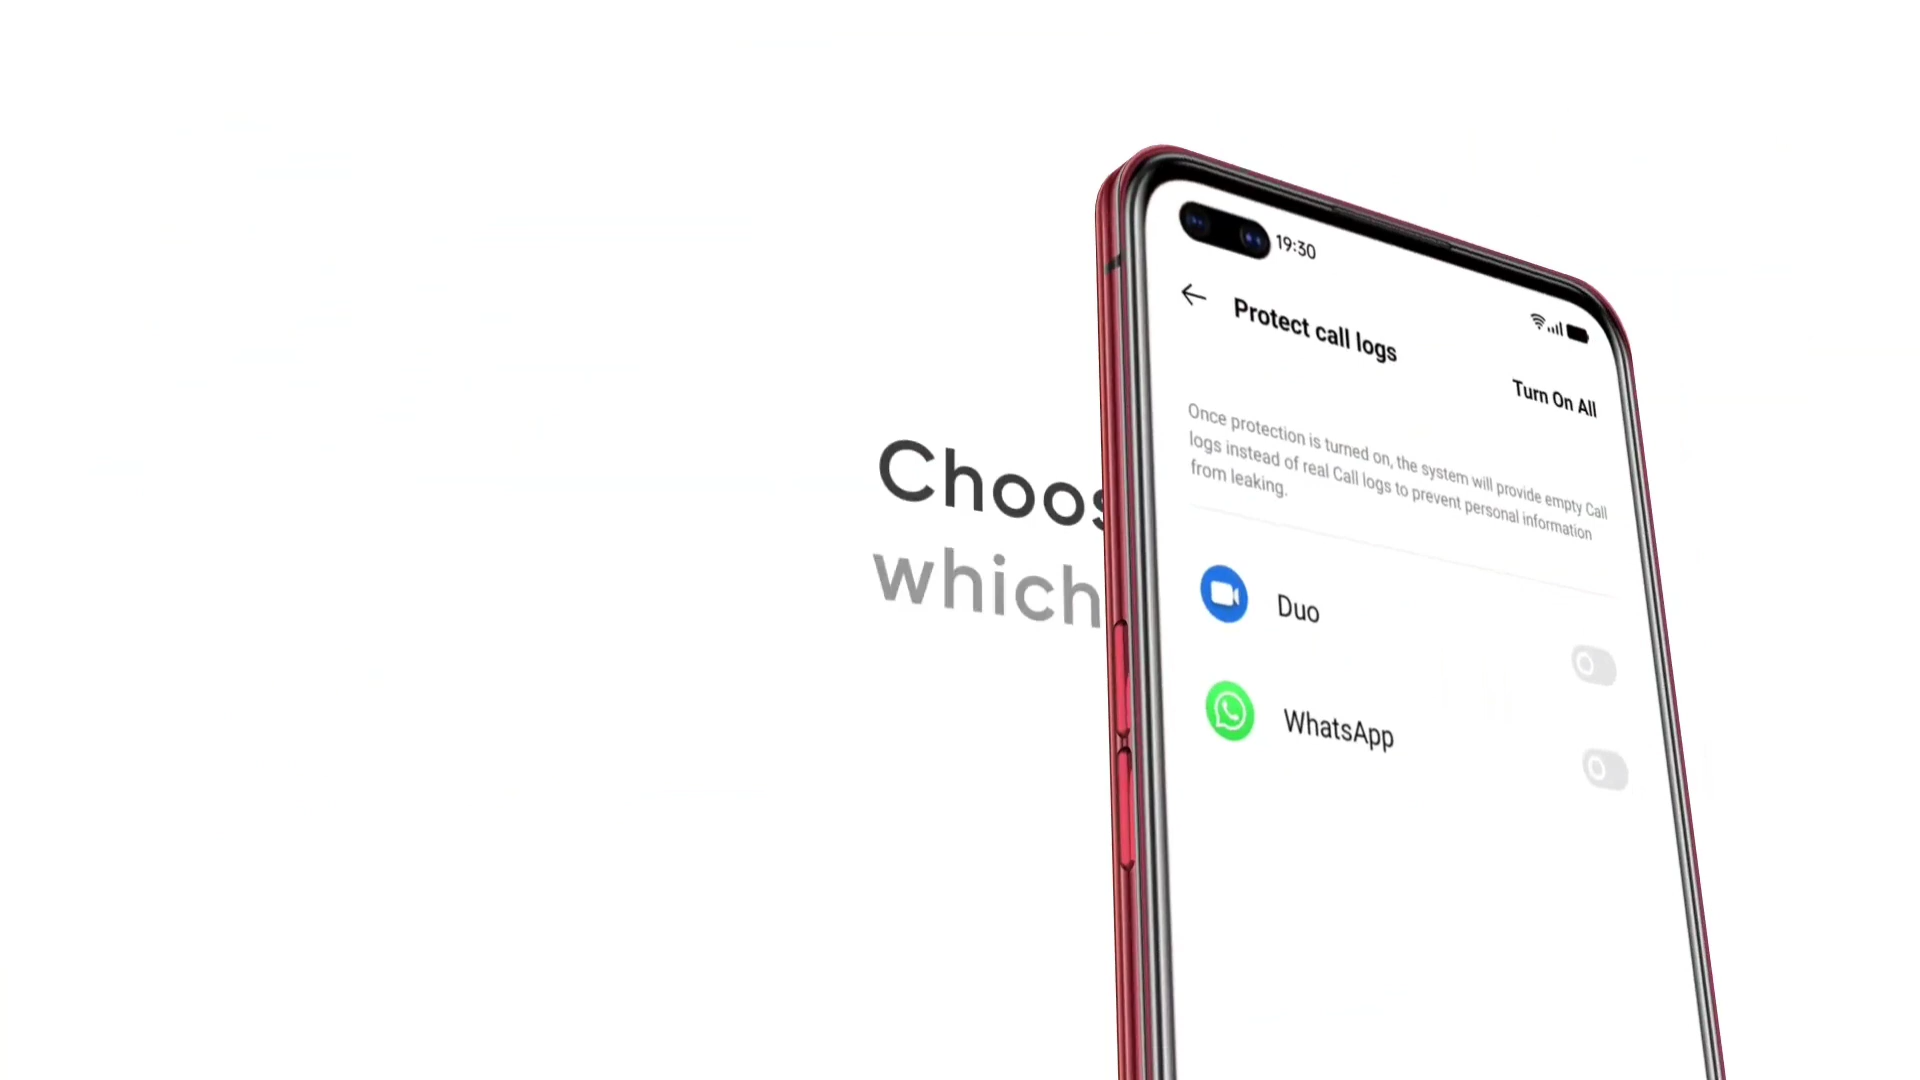 19:30
Protect call logs
Turn On All
Once protection is turned on, the system will provide empty Call
logs instead of real Call logs to prevent personal information
from leaking.
Choos
which
Duo
WhatsApp